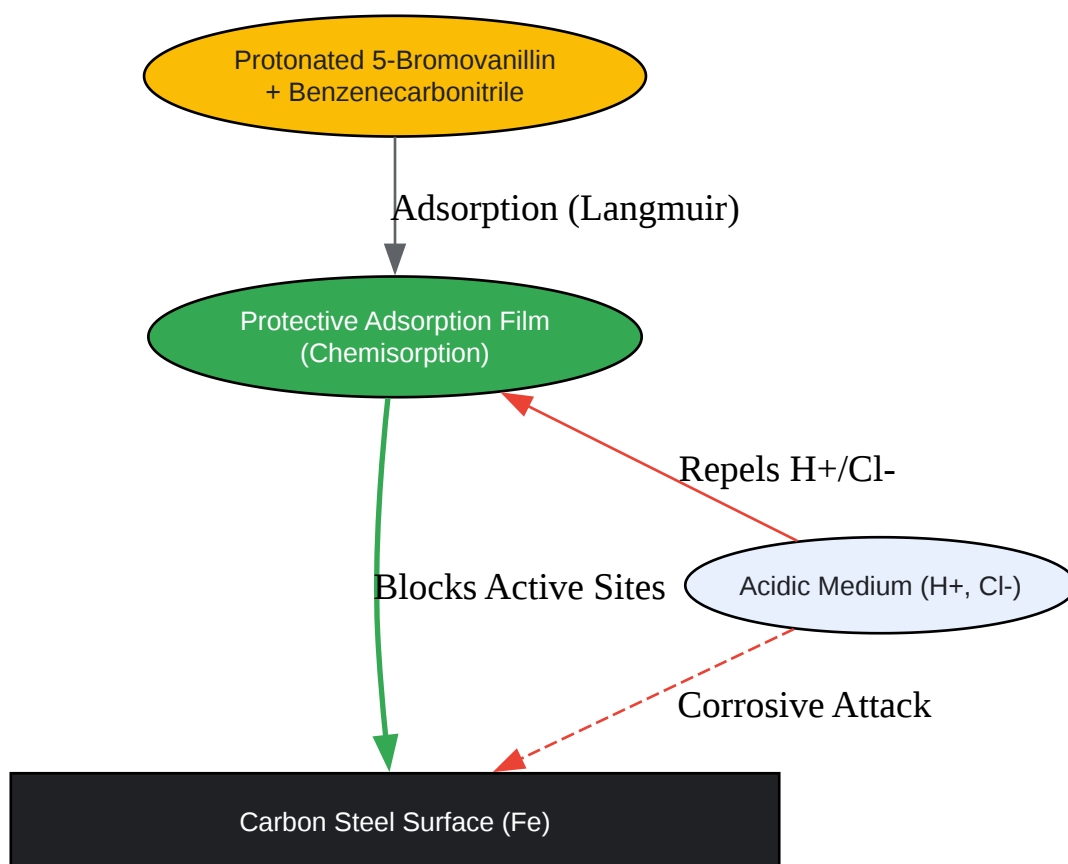 Protonated 5-Bromovanillin
+ Benzenecarbonitrile
Adsorption (Langmuir)
Protective Adsorption Film
(Chemisorption)
Repels H+/Cl-
Blocks Active Sites
Acidic Medium (H+, Cl-)
Corrosive Attack
Carbon Steel Surface (Fe)